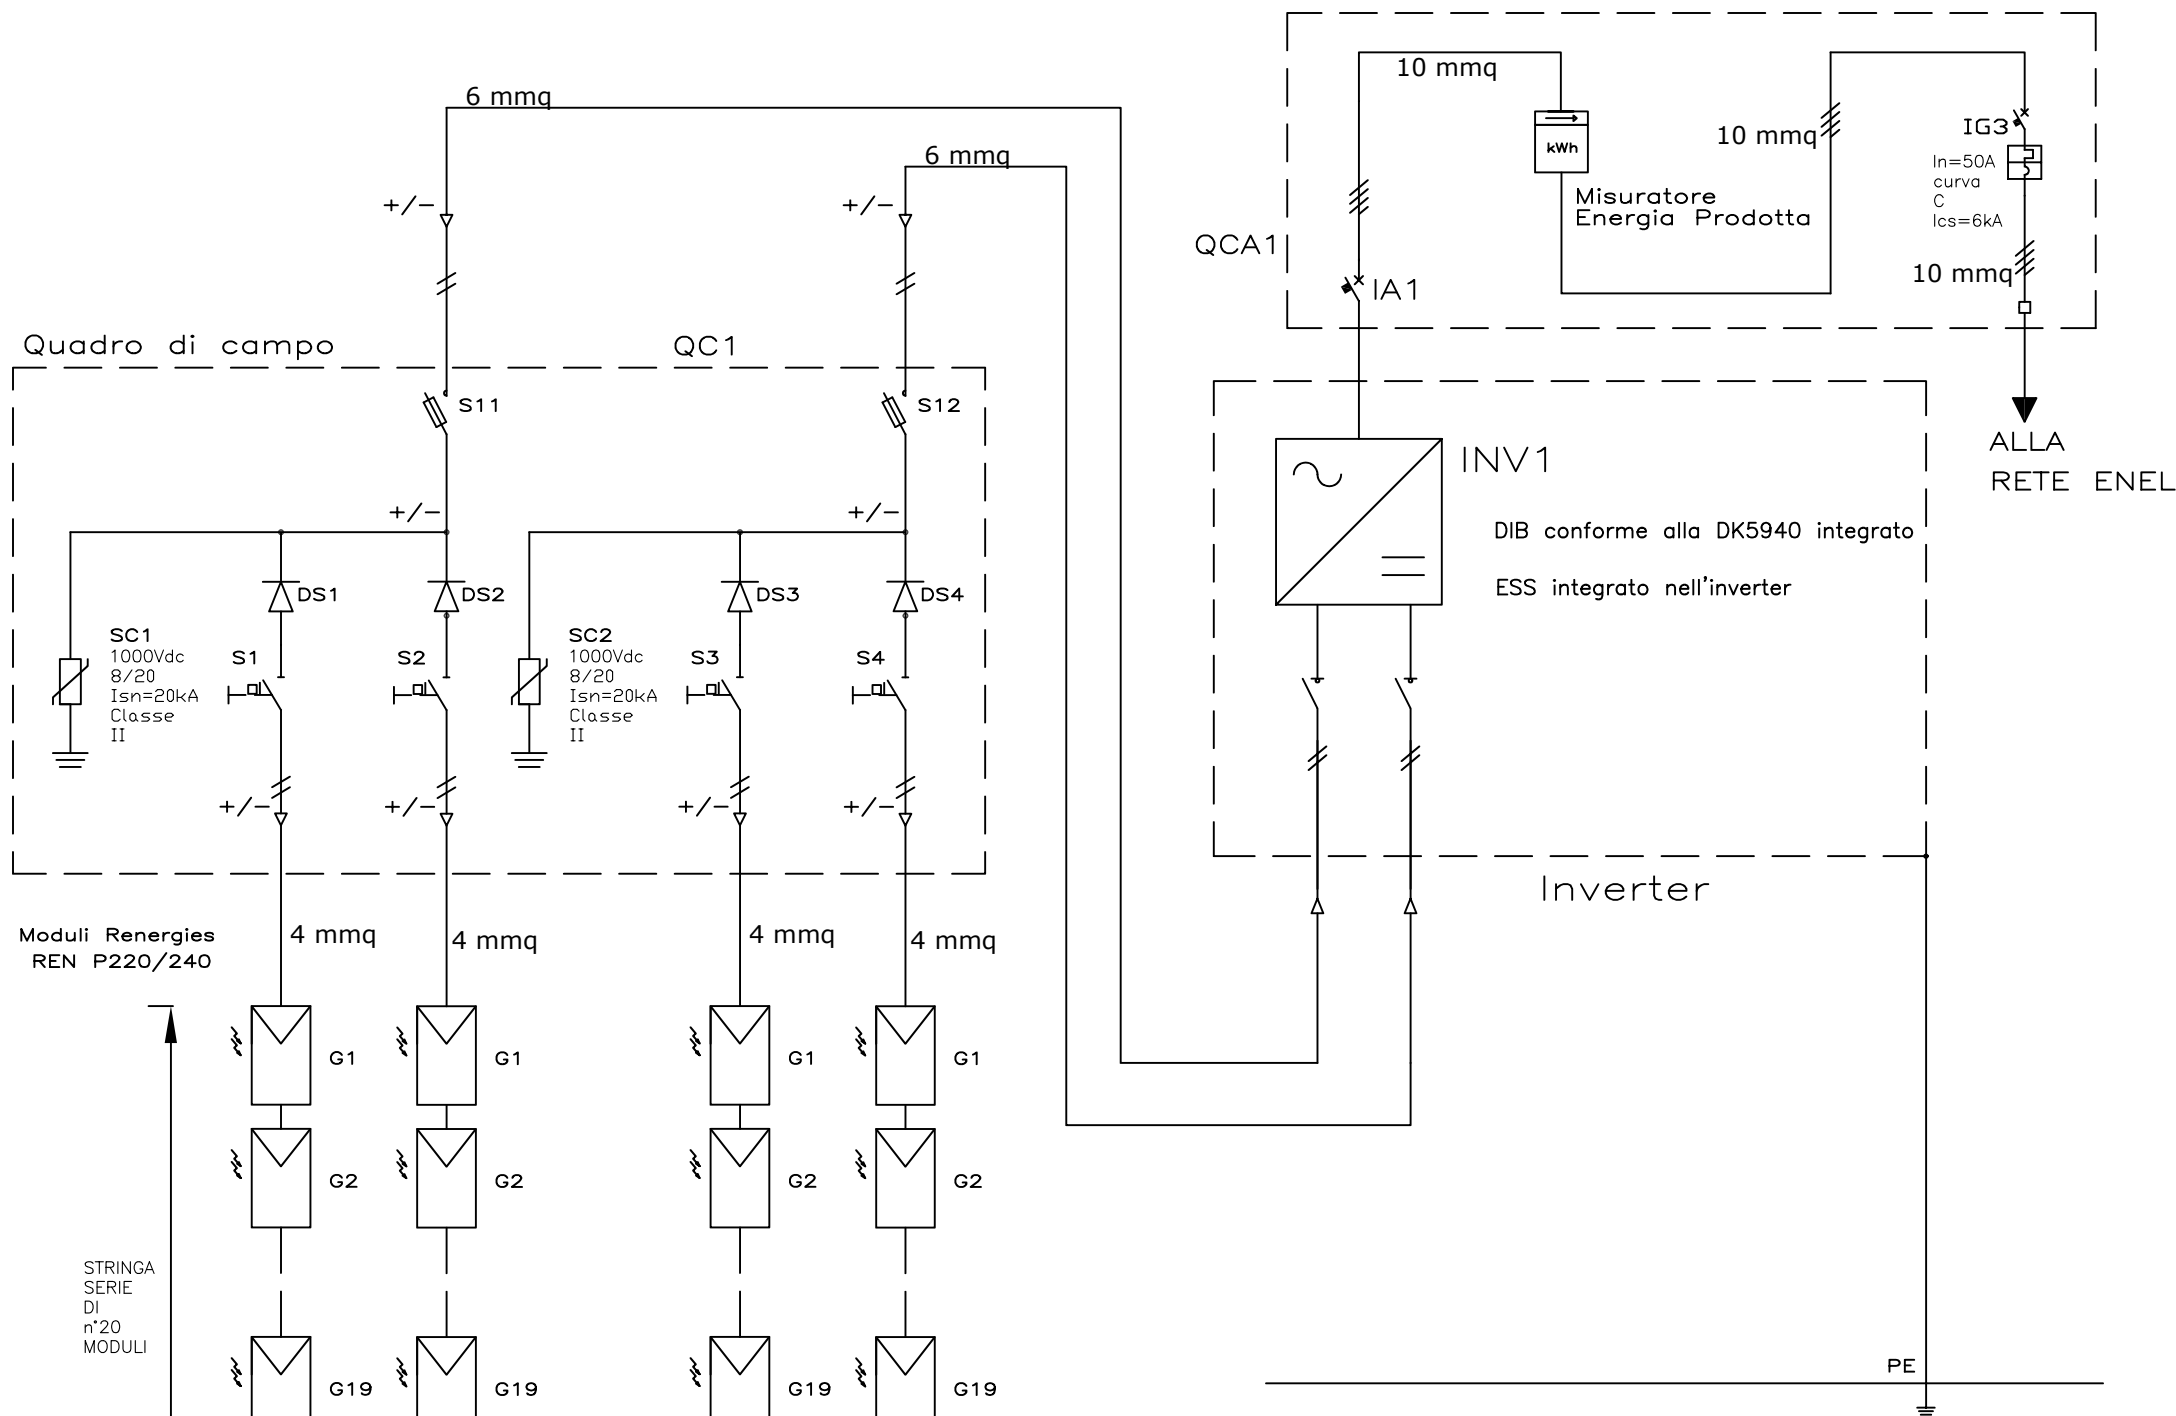 6 mmq
6 mmq
+/-
+/-
Quadro di campo
QC1
S11
S12
+/-
+/-
DS1
DS2
DS3
DS4
SC1
1000Vdc
8/20
Isn=20kA
Classe
II
S1
S2
SC2
1000Vdc
8/20
Isn=20kA
Classe
II
S3
S4
+/-
+/-
+/-
+/-
Moduli Renergies
REN P220/240
4 mmq
4 mmq
4 mmq
4 mmq
G1
G1
G1
G1
G2
G2
G2
G2
STRINGA
SERIE
DI
n°20
MODULI
G19
G19
G19
G19
10 mmq
kWh
Misuratore
Energia Prodotta
10 mmq
IG3
In=50A
curva
C
Ics=6kA
10 mmq
QCA1
IA1
ALLA
RETE ENEL
INV1
DIB conforme alla DK5940 integrato
ESS integrato nell'inverter
Inverter
PE